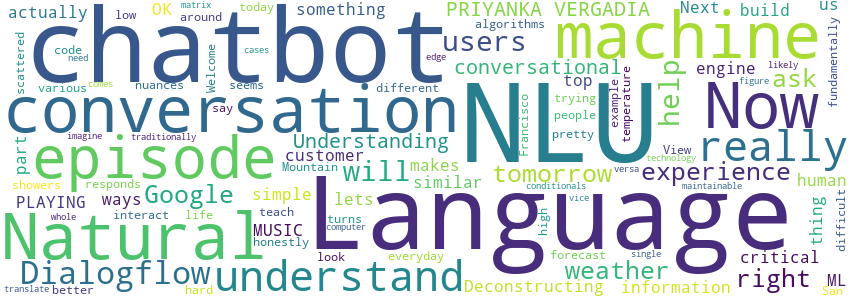 actually low OK matrix around today PRIYANKA VERGADIA Next build us
something algorithms
chatbot machine
scattered code need Welcome cases users edge
various nuances seems different conversational top engine likely ask
conversation help trying example temperature figure Now fundamentally
say NLU people
imagine traditionally Understanding Francisco pretty View technology really
part episode customer makes versa
Mountain will tomorrow experience human
showers responds comes lets similar conditionals maintainable
PLAYING ways Google simple vice thing difficult
Natural interact life teach turns Language high
MUSIC computer everyday forecast single critical
honestly look weather right ML
Dialogflow understand Deconstructing information San
translate better hard whole